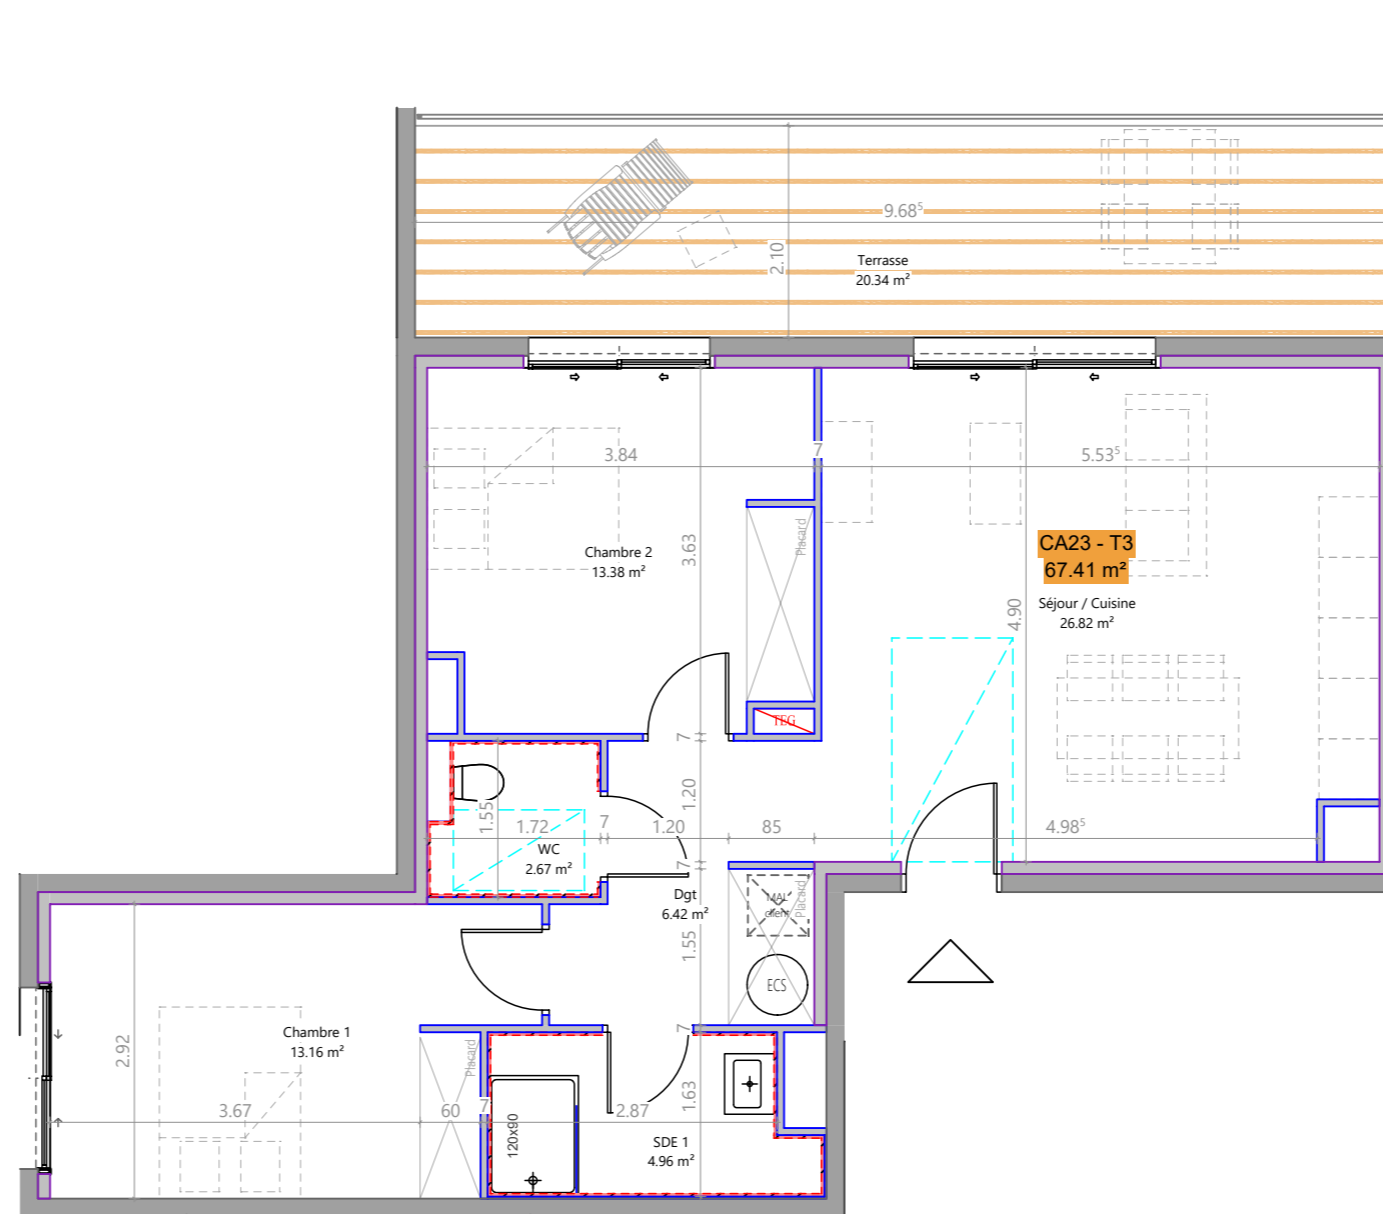 9.68⁵
2.10
Terrasse
20.34 m²
3.84
7
5.53⁵
Placard
Chambre 2
13.38 m²
3.63
CA23 - T3
67.41 m²
Séjour / Cuisine
26.82 m²
4.90
TEG
7
1.20
1.55
1.72
7
1.20
85
4.98⁵
WC
2.67 m²
7
Dgt
6.42 m²
MAL
client
Placard
1.55
ECS
7
Chambre 1
13.16 m²
2.92
Placard
3.67
60
7
2.87
1.63
120x90
SDE 1
4.96 m²